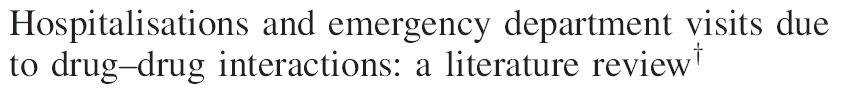 Hospitalisations and emergency department visits due
to drug–drug interactions: a literature review†